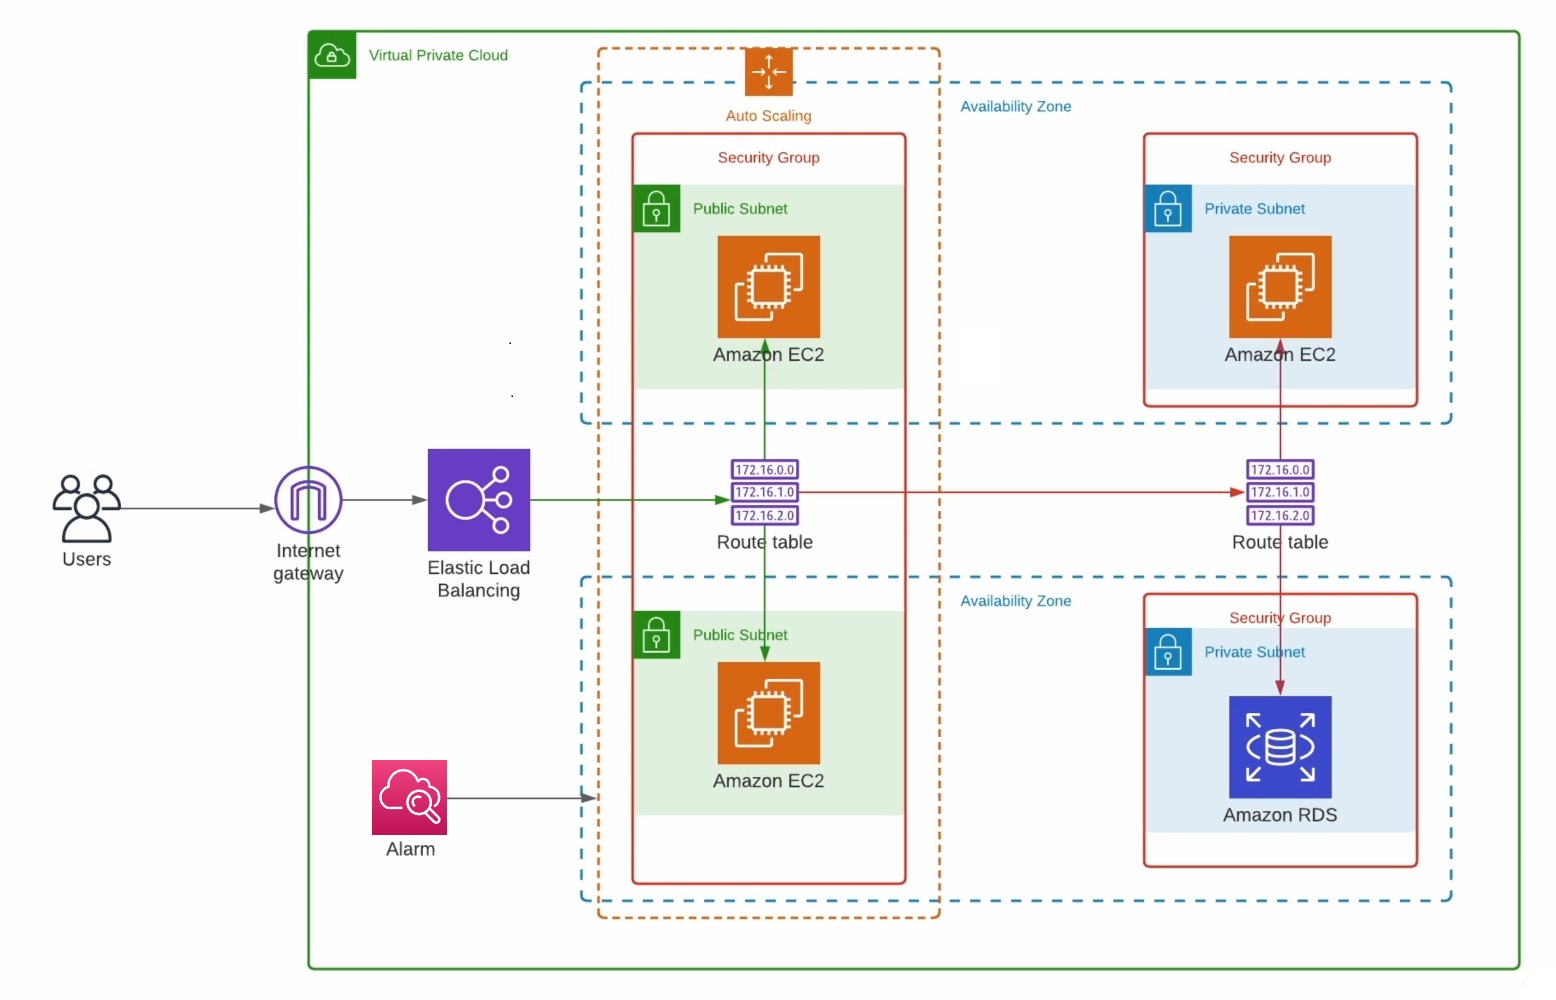 Virtual Private Cloud
Auto Scaling
Availability Zone
Security Group
Security Group
Public Subnet
Private Subnet
Amazon EC2
Amazon EC2
172.16.0.0
172.16.1.0
172.16.2.0
Route table
172.16.0.0
172.16.1.0
172.16.2.0
Route table
Users
Internet
gateway
Elastic Load
Balancing
Availability Zone
Security Group
Public Subnet
Private Subnet
Amazon EC2
Amazon RDS
Alarm